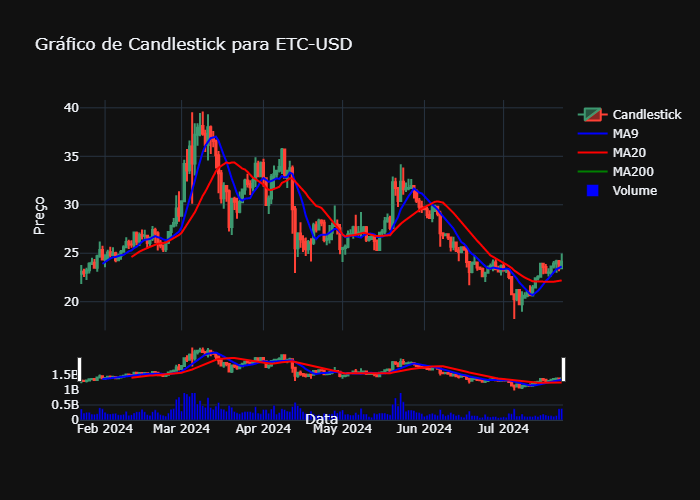 Gráfico de Candlestick para ETC-USD
Preço
40
35
30
25
20
Candlestick
MA9
MA20
MA200
Volume
1.5B
1B
0.5B
0
Feb 2024
Mar 2024
Apr 2024
May 2024
Jun 2024
Jul 2024
Data